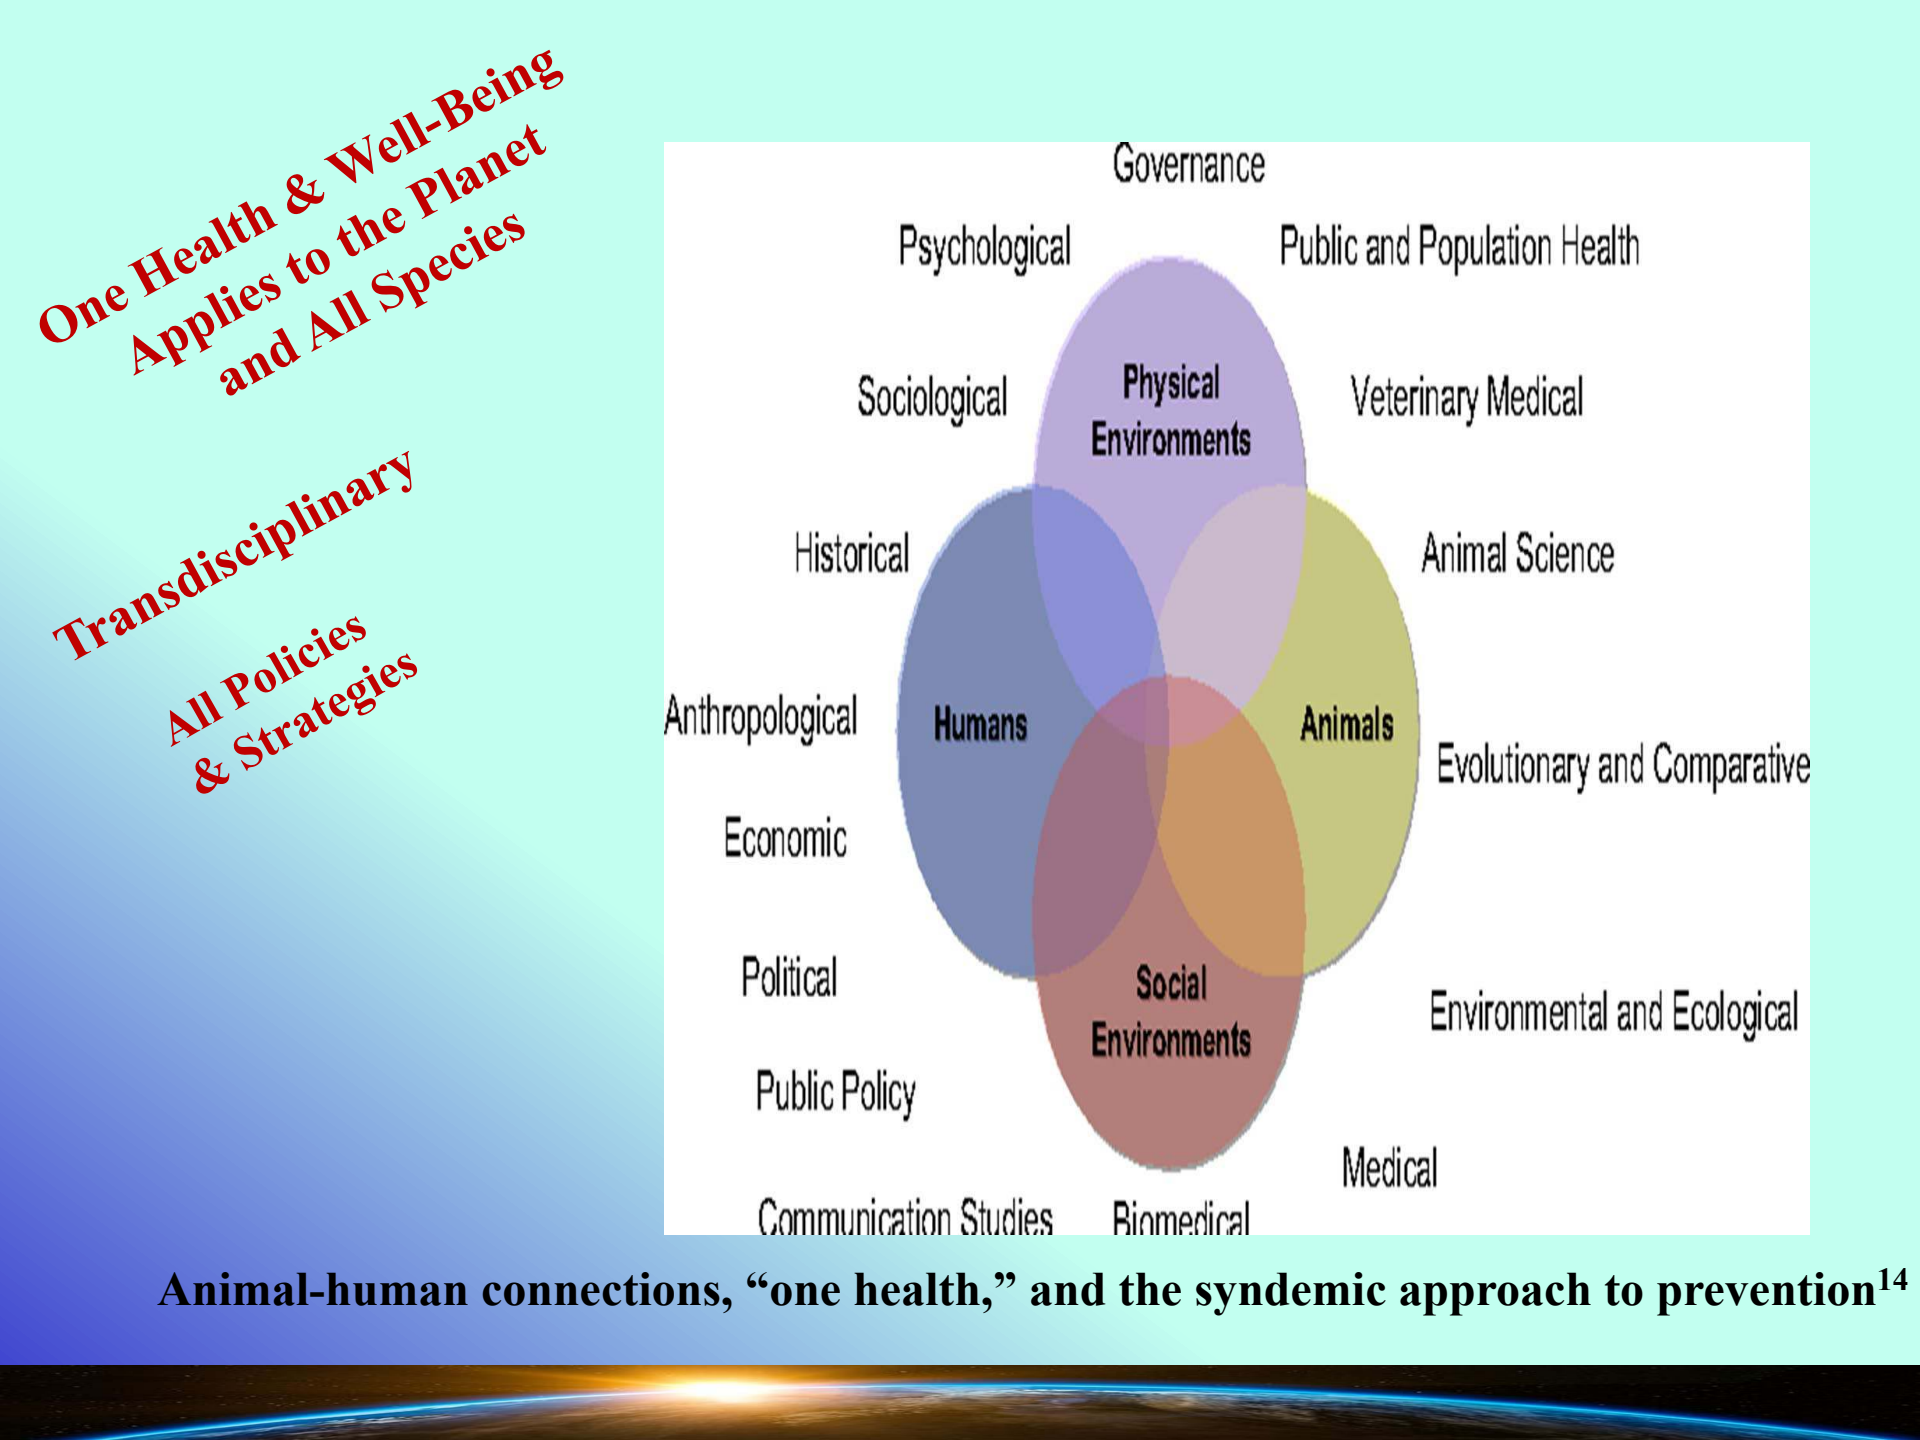 One Health & Well-Being
Applies to the Planet
and All Species
Transdisciplinary
All Policies
& Strategies
Governance
Psychological
Public and Population Health
Sociological
Physical
Environments
Veterinary Medical
Historical
Animal Science
Anthropological
Humans
Animals
Evolutionary and Comparative
Economic
Political
Social
Environments
Environmental and Ecological
Public Policy
Medical
Communication Studies
Biomedical
Animal-human connections, “one health,” and the syndemic approach to prevention14